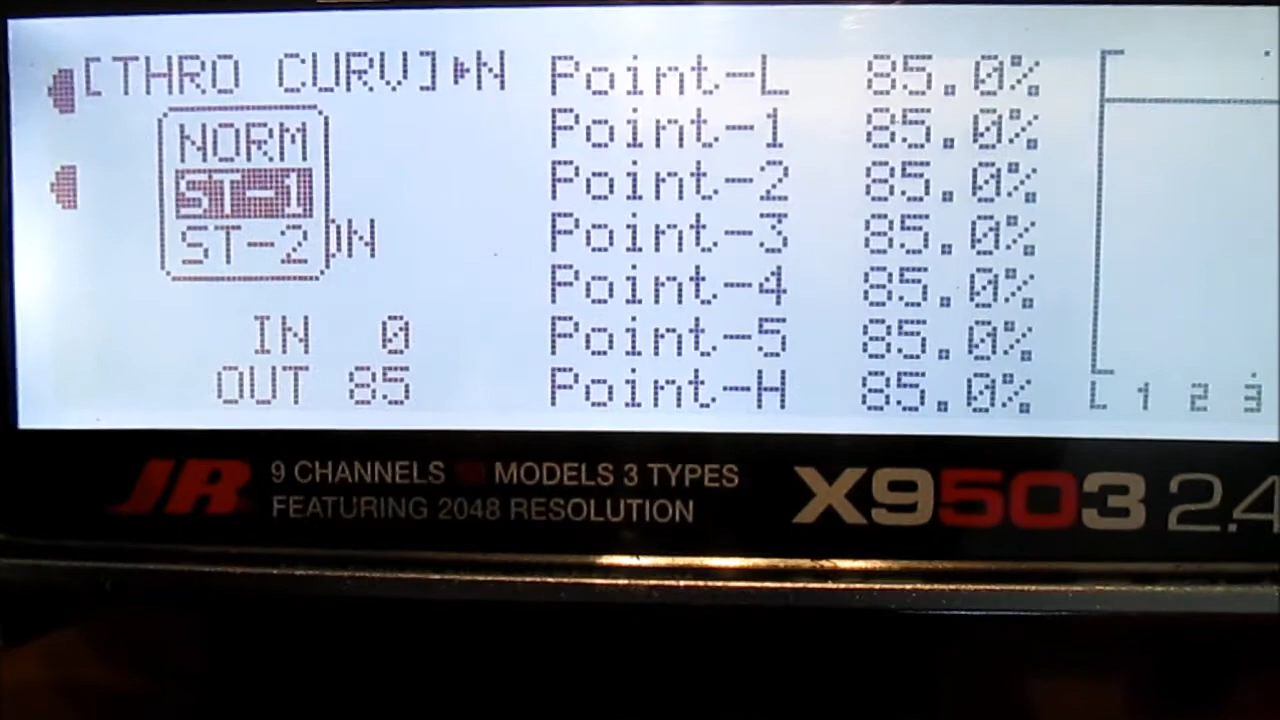 [THRO CURV]▸N
NORM
ST-1
ST-2 N
IN 0
OUT 85
Point-L 85.0%
Point-1 85.0%
Point-2 85.0%
Point-3 85.0%
Point-4 85.0%
Point-5 85.0%
Point-H 85.0%
L 1 2 3
JR 9 CHANNELS MODELS 3 TYPES
FEATURING 2048 RESOLUTION
X9503 2.4